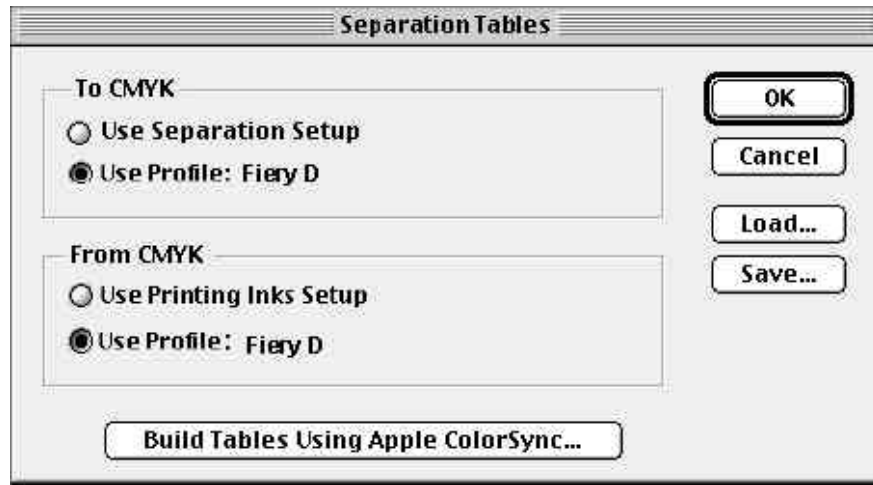 Separation Tables
To CMYK
Use Separation Setup
Use Profile: Fiery D
From CMYK
Use Printing Inks Setup
Use Profile: Fiery D
Build Tables Using Apple ColorSync...
OK
Cancel
Load...
Save...